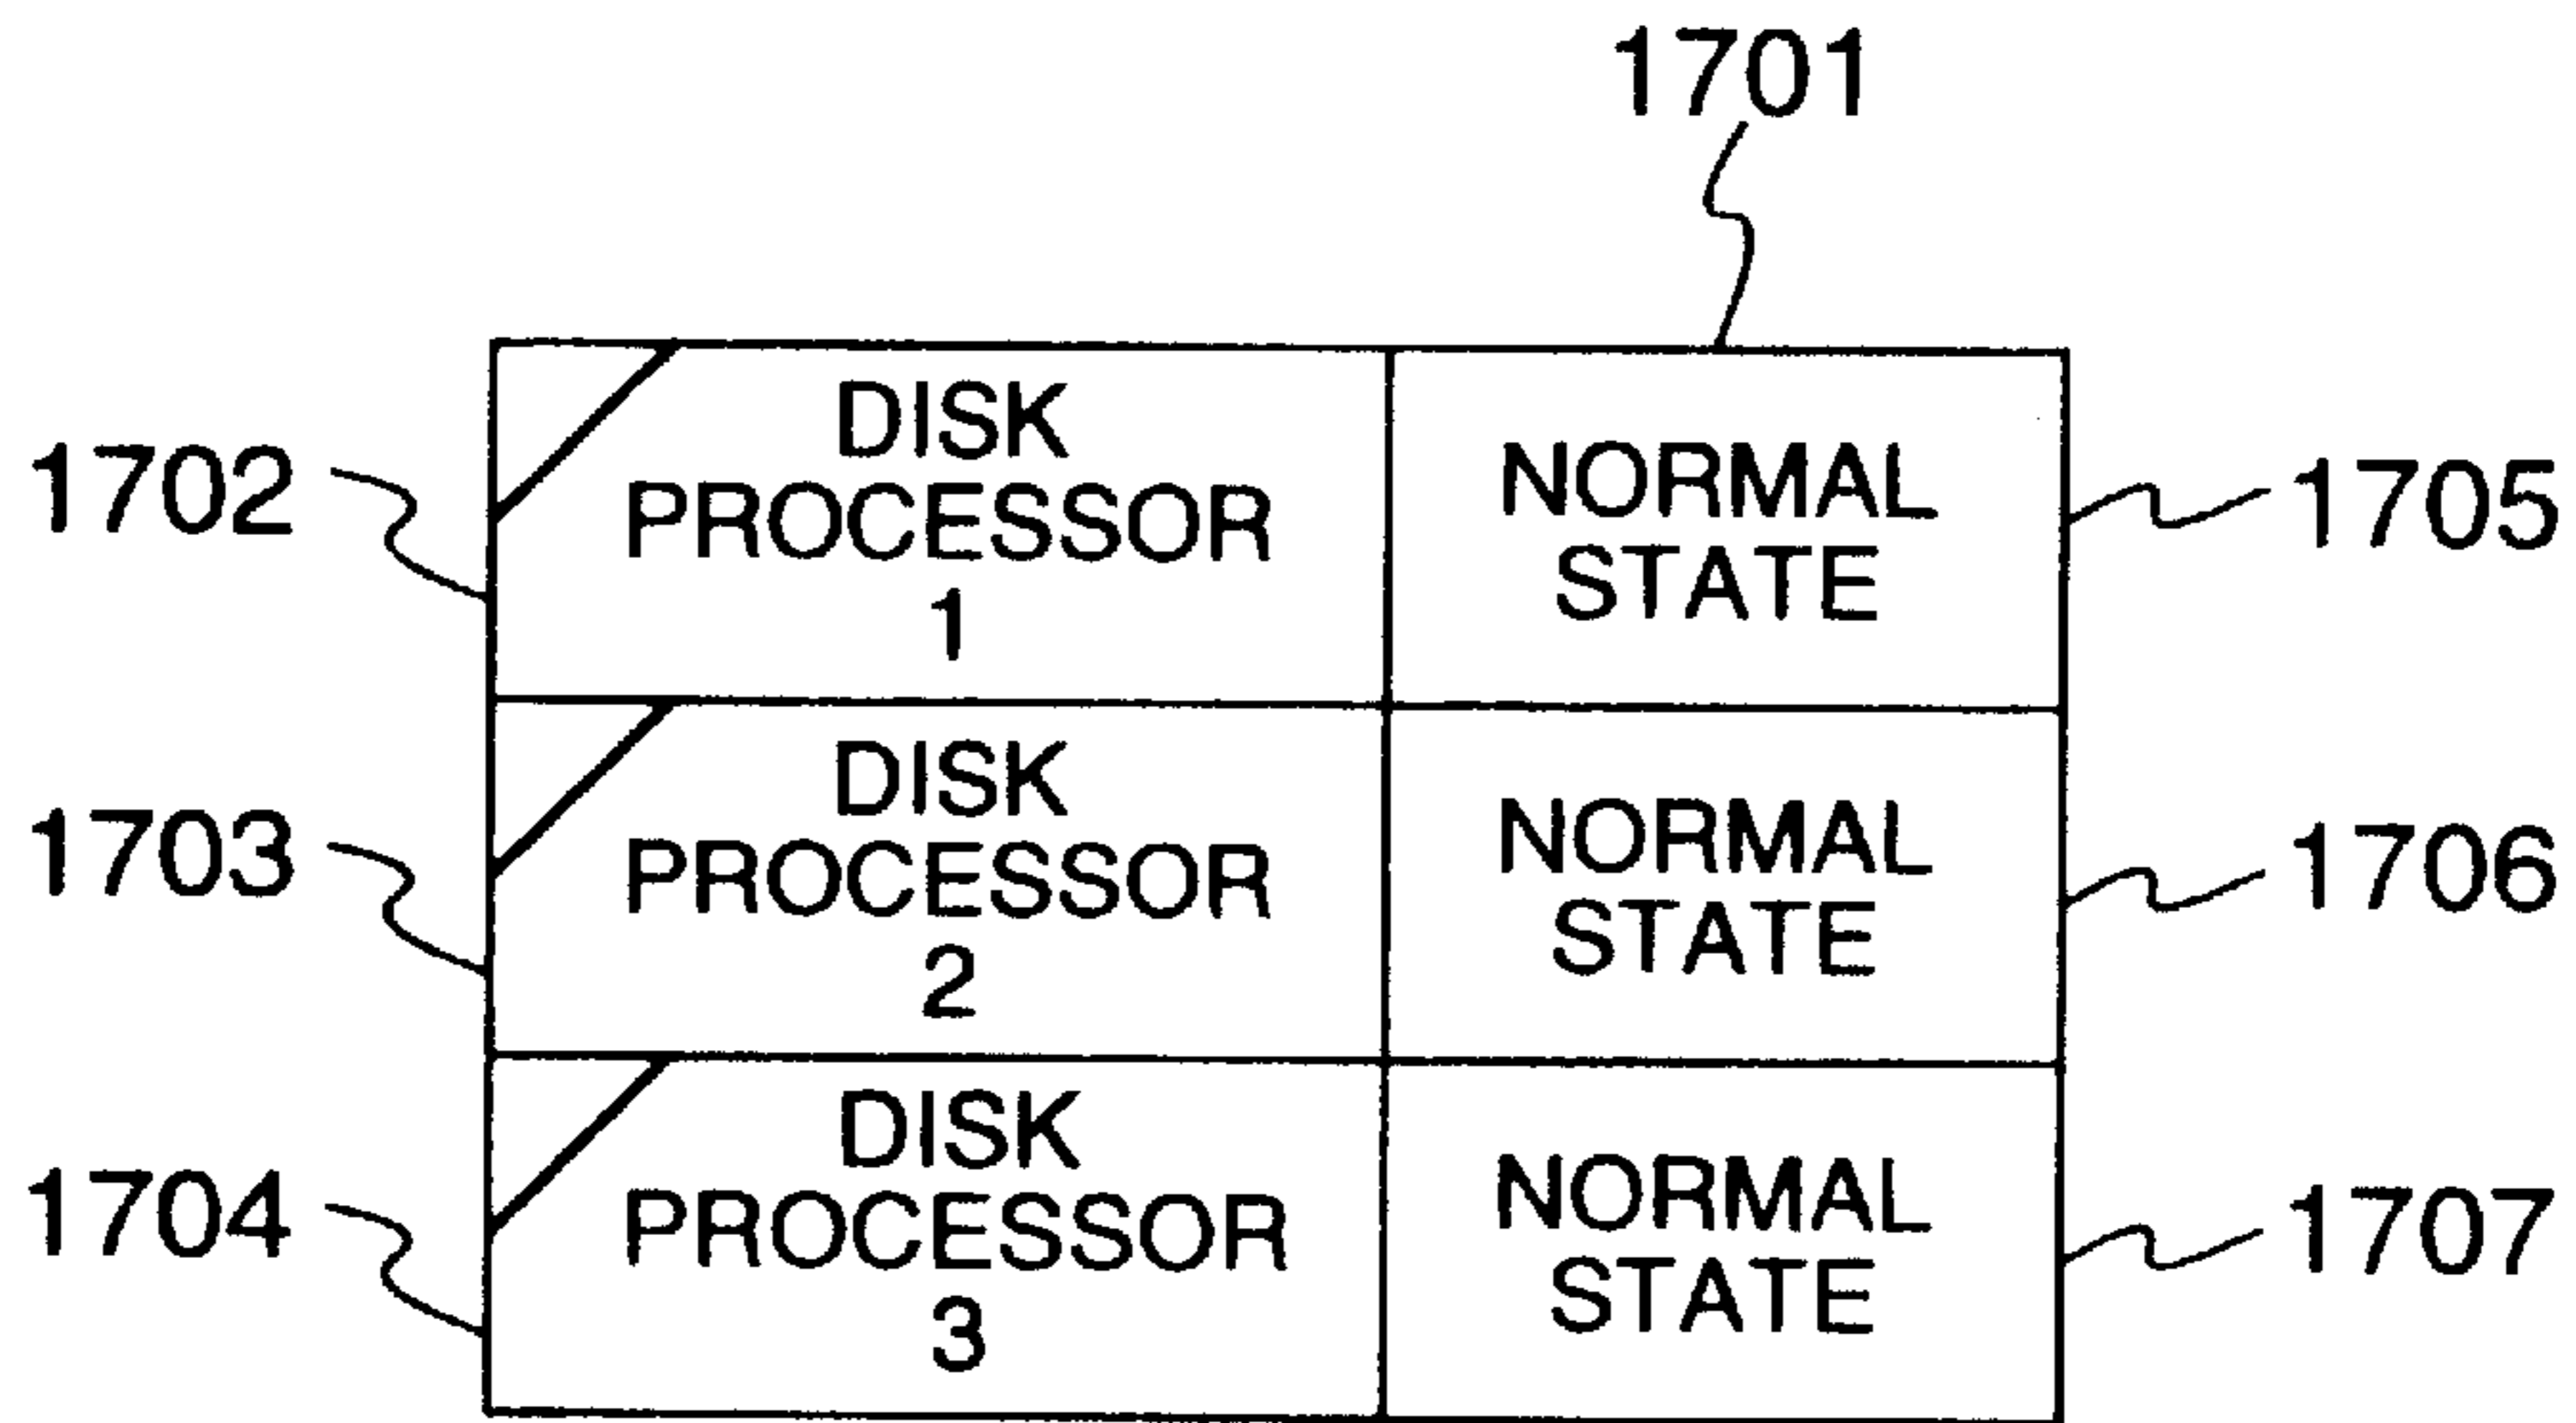 1701
1702
DISK
PROCESSOR
1
NORMAL
STATE
1705
1703
DISK
PROCESSOR
2
NORMAL
STATE
1706
1704
DISK
PROCESSOR
3
NORMAL
STATE
1707